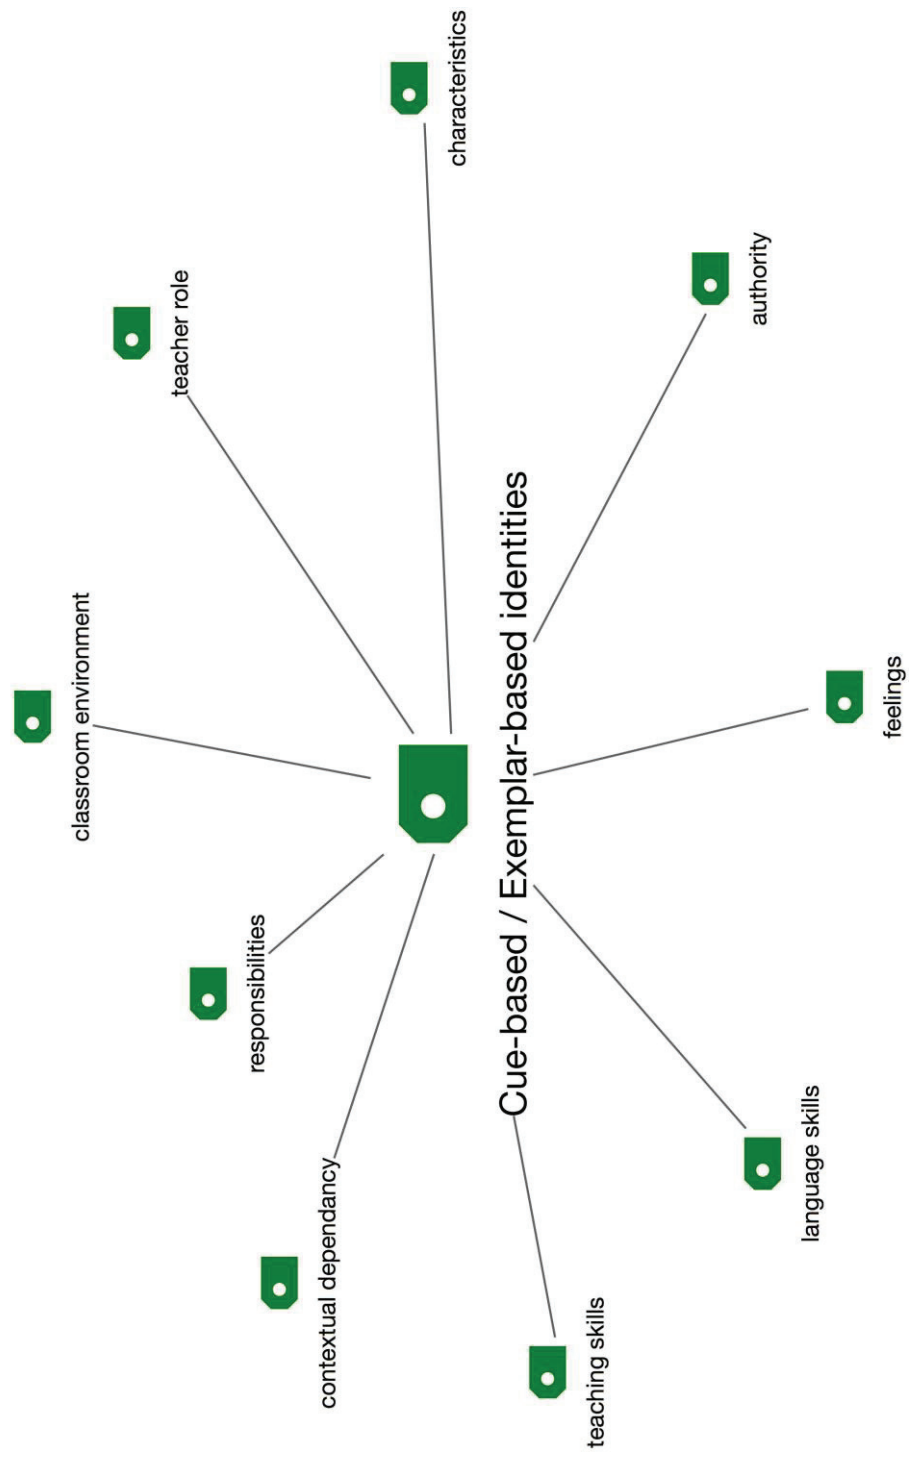 classroom environment
teacher role
responsibilities
contextual dependancy
characteristics
Cue-based / Exemplar-based identities
teaching skills
authority
language skills
feelings